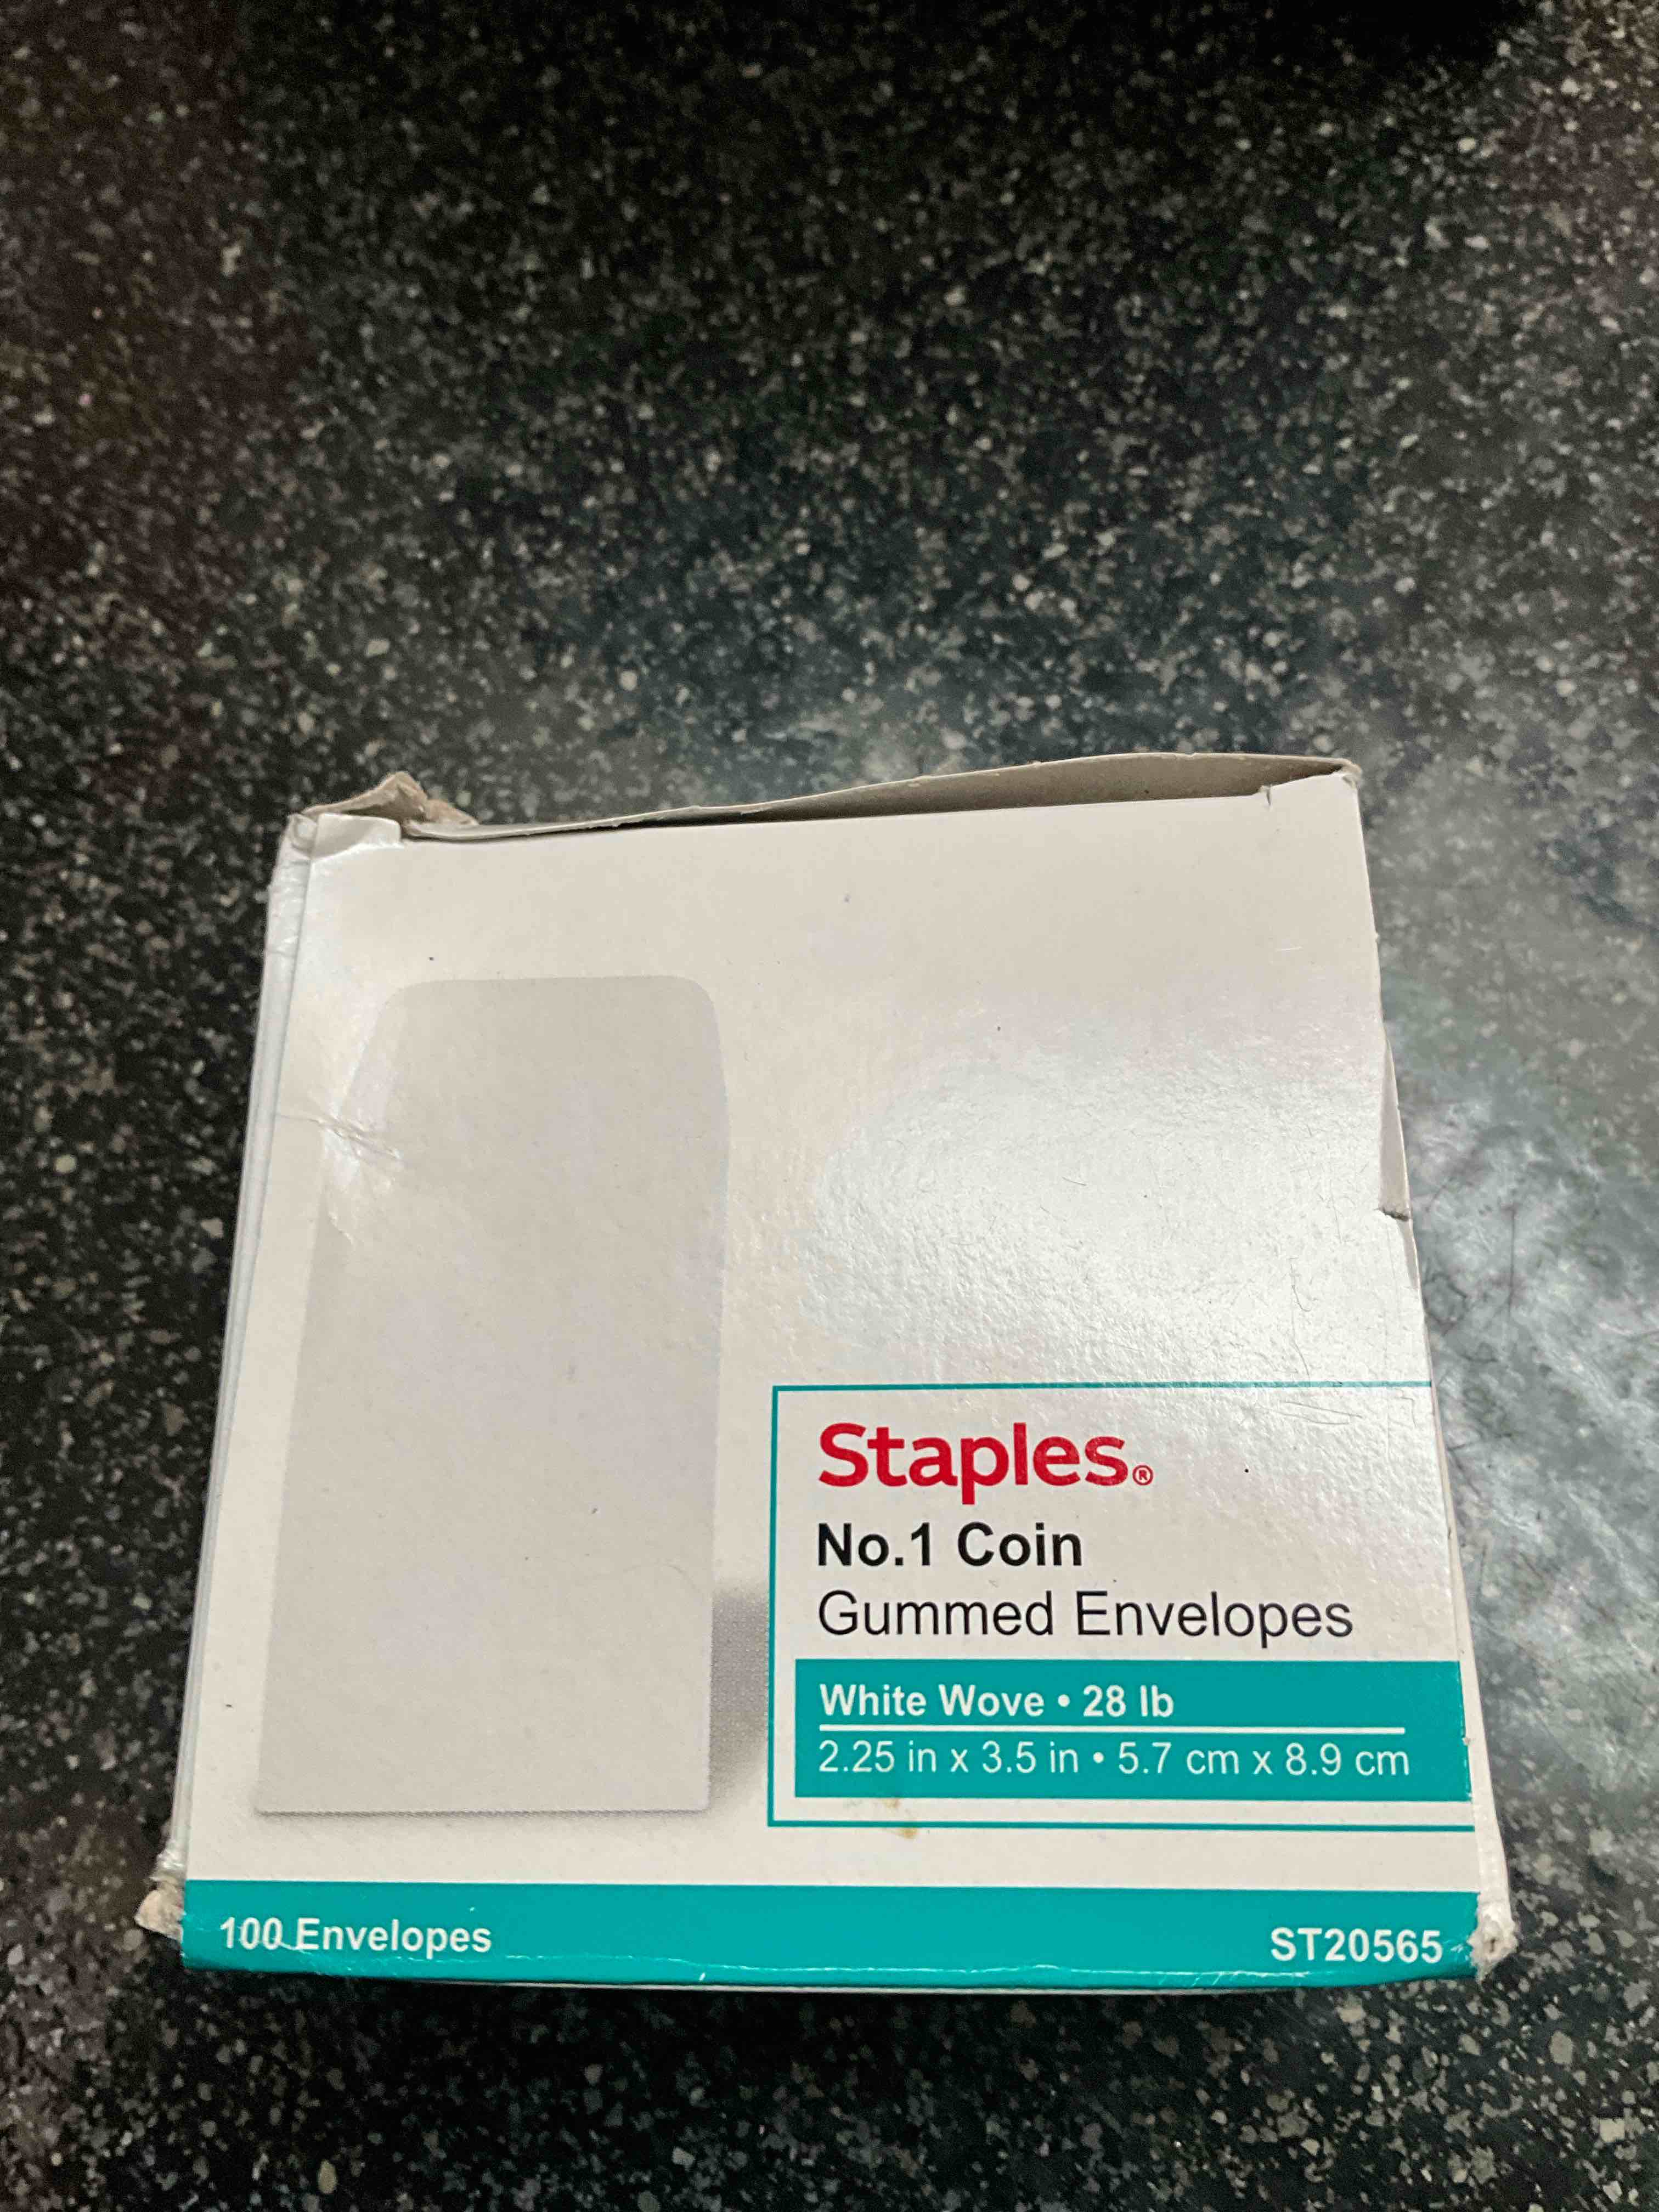 Staples®
No.1 Coin
Gummed Envelopes
White Wove • 28 lb
2.25 in x 3.5 in • 5.7 cm x 8.9 cm
100 Envelopes
ST20565